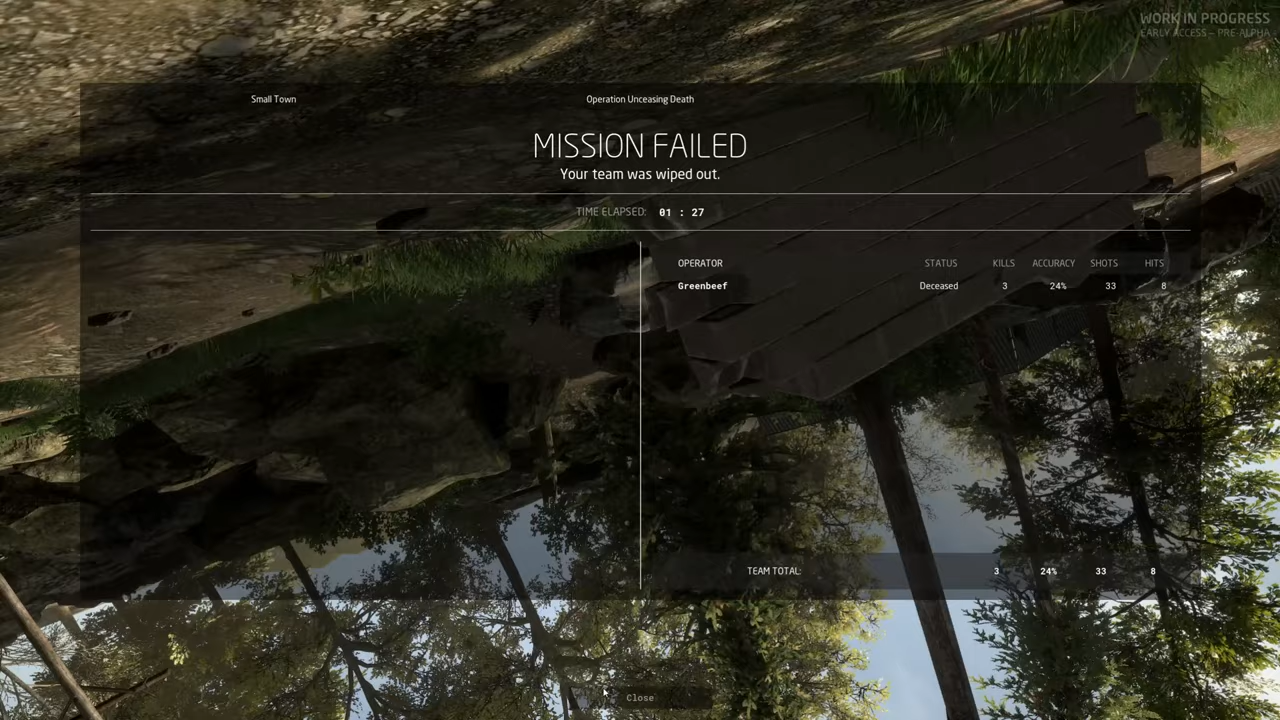 WORK IN PROGRESS
EARLY ACCESS – PRE-ALPHA
Small Town
Operation Unceasing Death
MISSION FAILED
Your team was wiped out.
TIME ELAPSED: 01 : 27
OPERATOR STATUS KILLS ACCURACY SHOTS HITS
Greenbeef Deceased 3 24% 33 8
TEAM TOTAL: 3 24% 33 8
Close